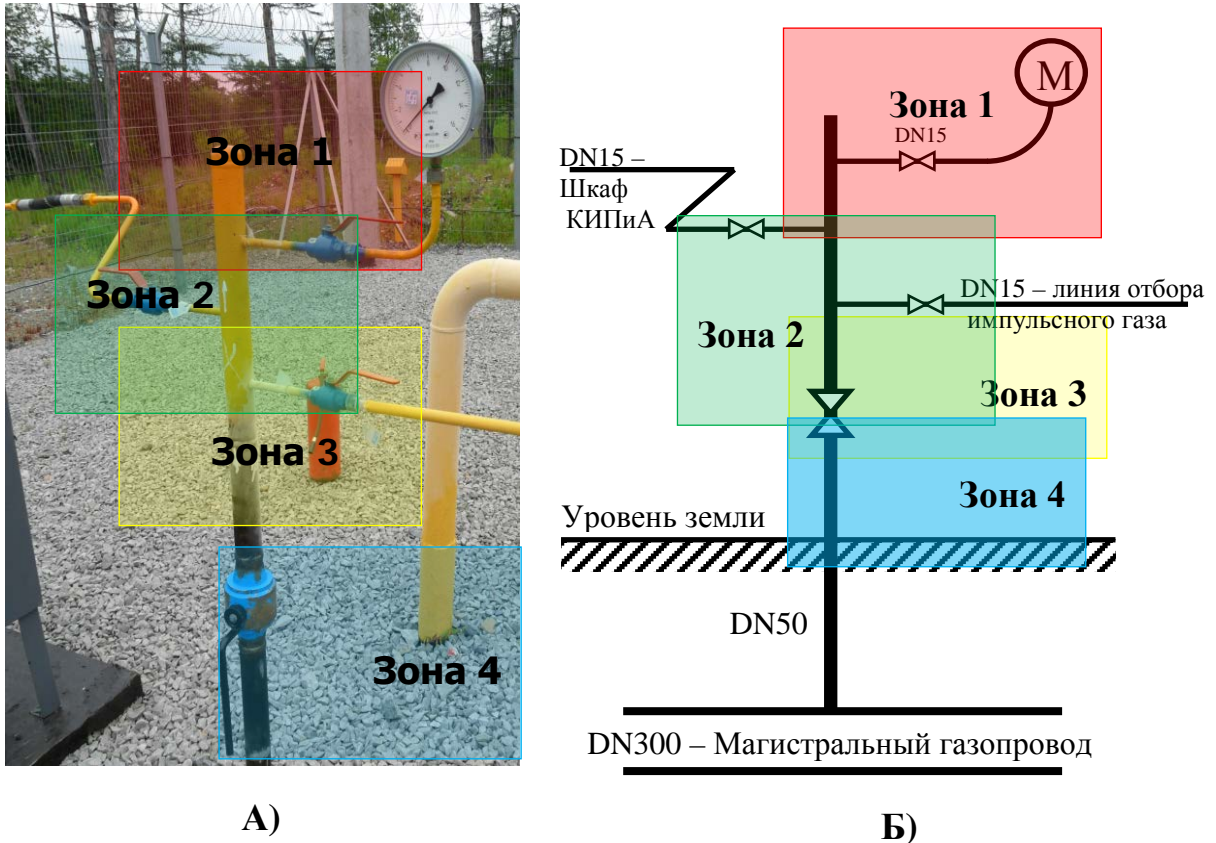 Зона 1
Зона 2
Зона 3
Зона 4
А)
Зона 1
М
DN15
DN15 –
Шкаф
КИПиА
DN15 – линия отбора
импульсного газа
Зона 2
Зона 3
Зона 4
Уровень земли
DN50
DN300 – Магистральный газопровод
Б)